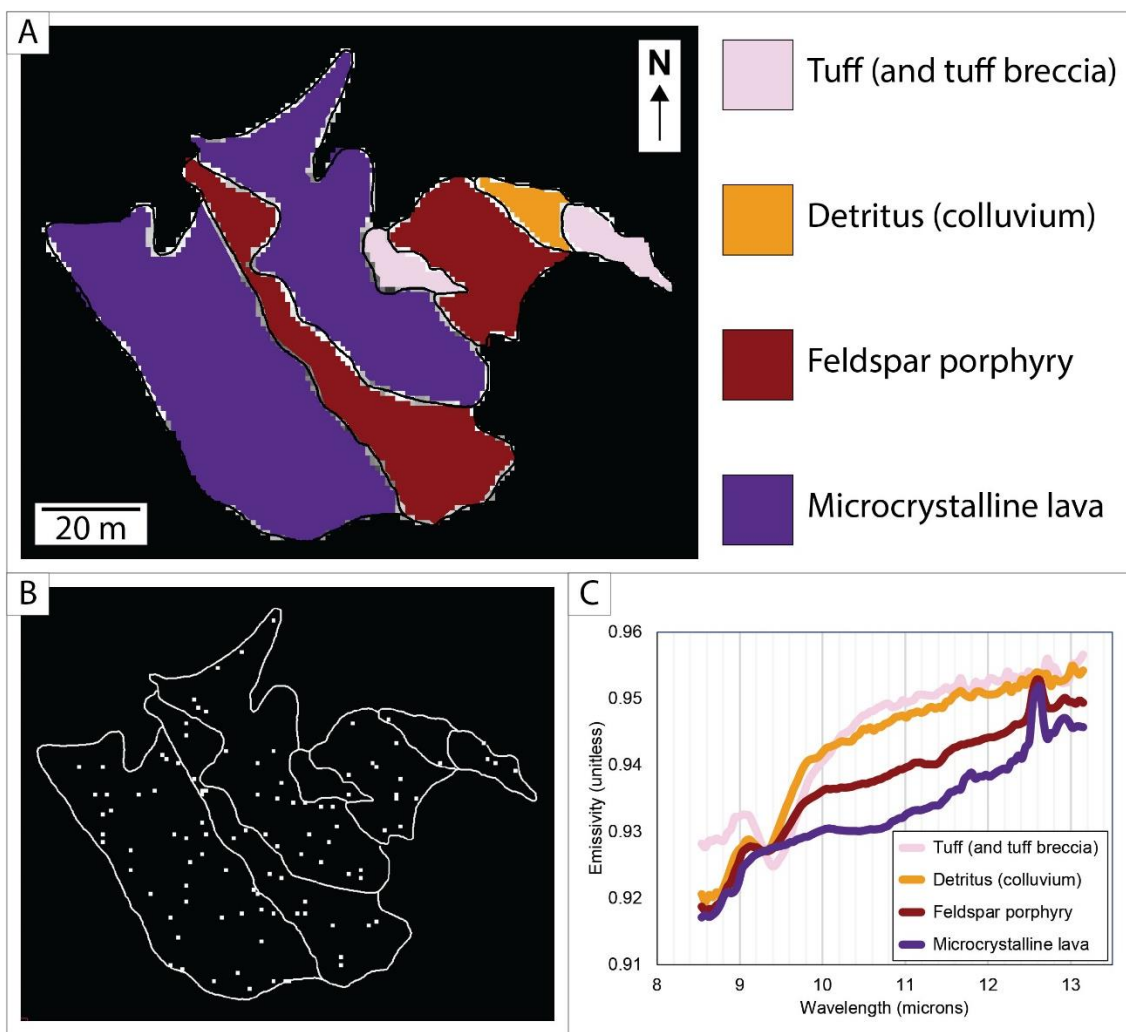 A
N
Tuff (and tuff breccia)
Detritus (colluvium)
Feldspar porphyry
Microcrystalline lava
20 m
B
C
0.96
0.95
0.94
0.93
0.92
0.91
Emissivity (unitless)
8 9 10 11 12 13
Wavelength (microns)
Tuff (and tuff breccia)
Detritus (colluvium)
Feldspar porphyry
Microcrystalline lava